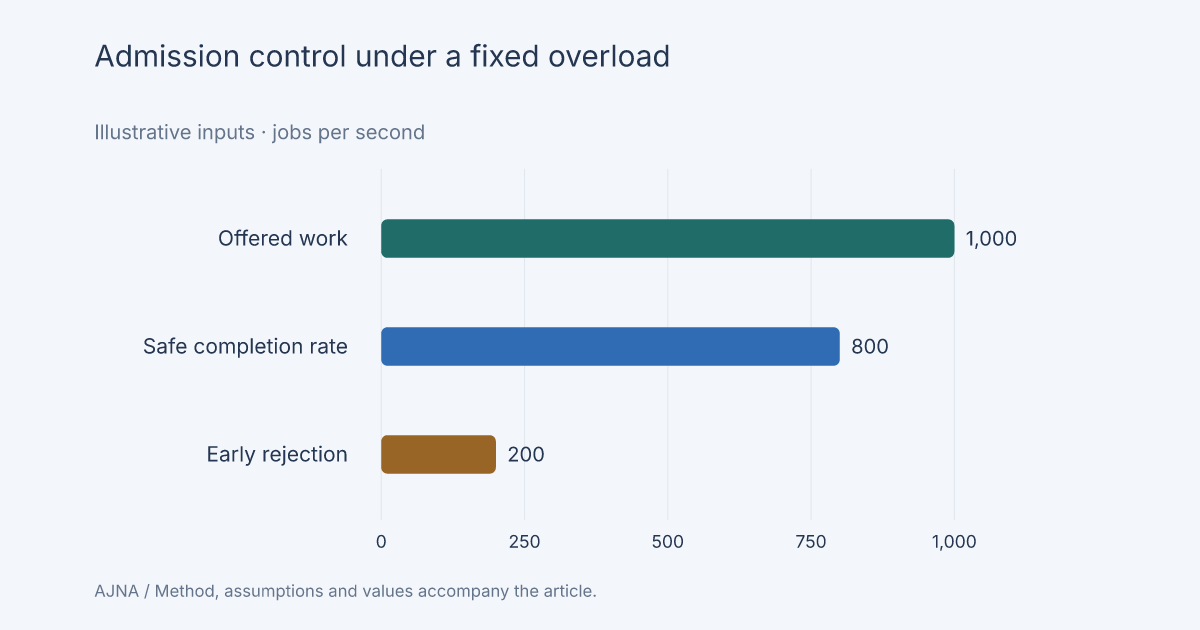 Admission control under a fixed overload
Illustrative inputs · jobs per second
Offered work
1,000
Safe completion rate
800
Early rejection
200
0 250 500 750 1,000
AJNA / Method, assumptions and values accompany the article.